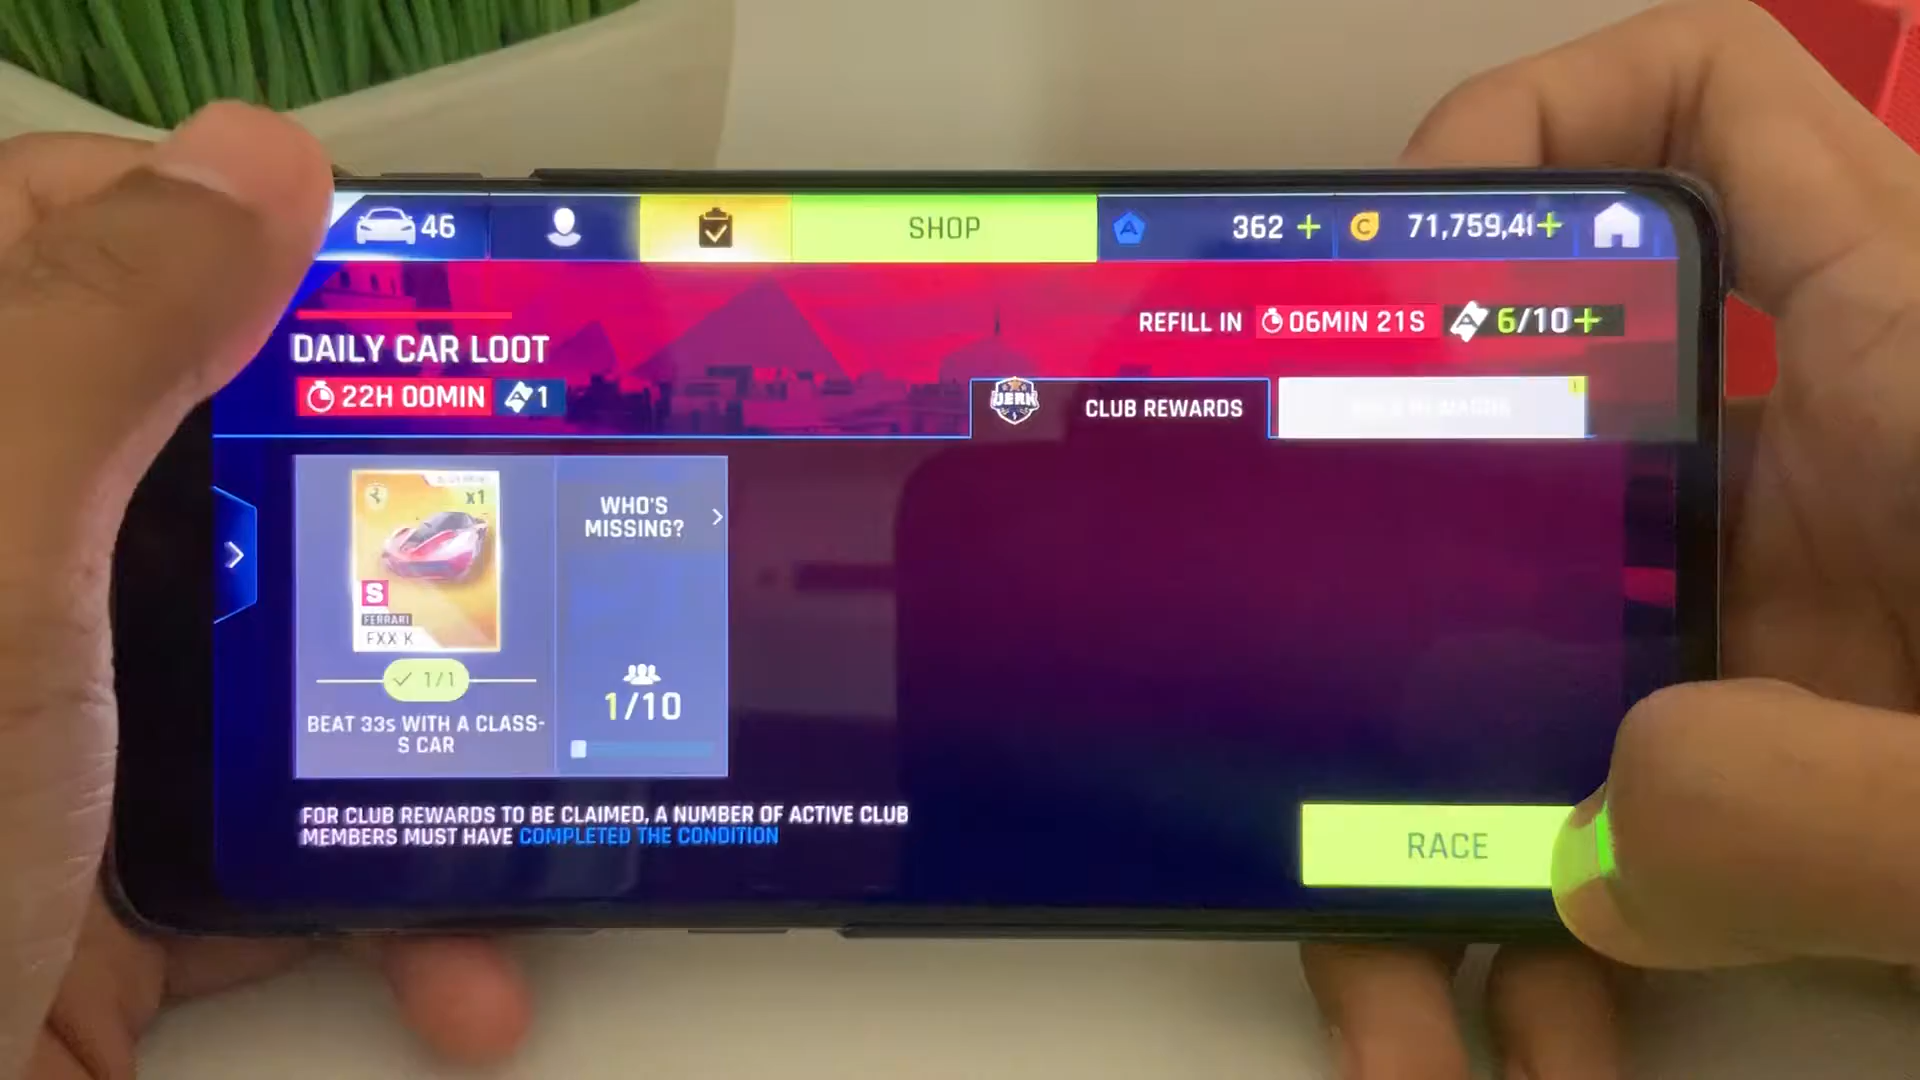 46
SHOP
362 +
71,759,41+
REFILL IN 06MIN 21S 6/10+
DAILY CAR LOOT
22H 00MIN 1
CLUB REWARDS
x1
WHO'S
MISSING?
S
FERRARI
FXX K
1/1
1/10
BEAT 33s WITH A CLASS-
S CAR
FOR CLUB REWARDS TO BE CLAIMED, A NUMBER OF ACTIVE CLUB
MEMBERS MUST HAVE COMPLETED THE CONDITION
RACE